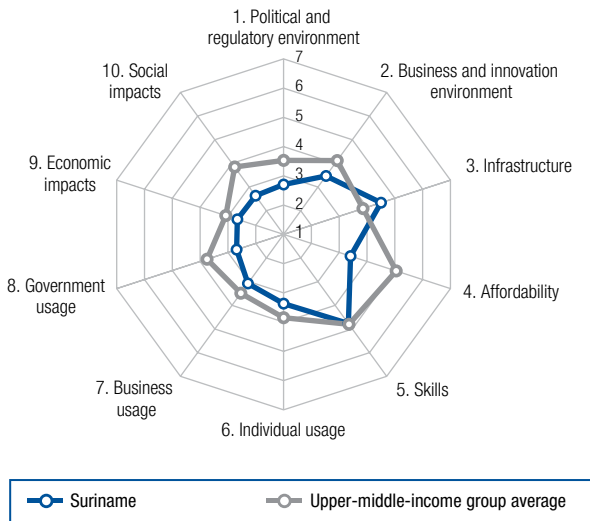 1. Political and
regulatory environment
2. Business and innovation
environment
3. Infrastructure
4. Affordability
5. Skills
6. Individual usage
7. Business
usage
8. Government
usage
9. Economic
impacts
10. Social
impacts
7
6
5
4
3
2
1
Suriname
Upper-middle-income group average